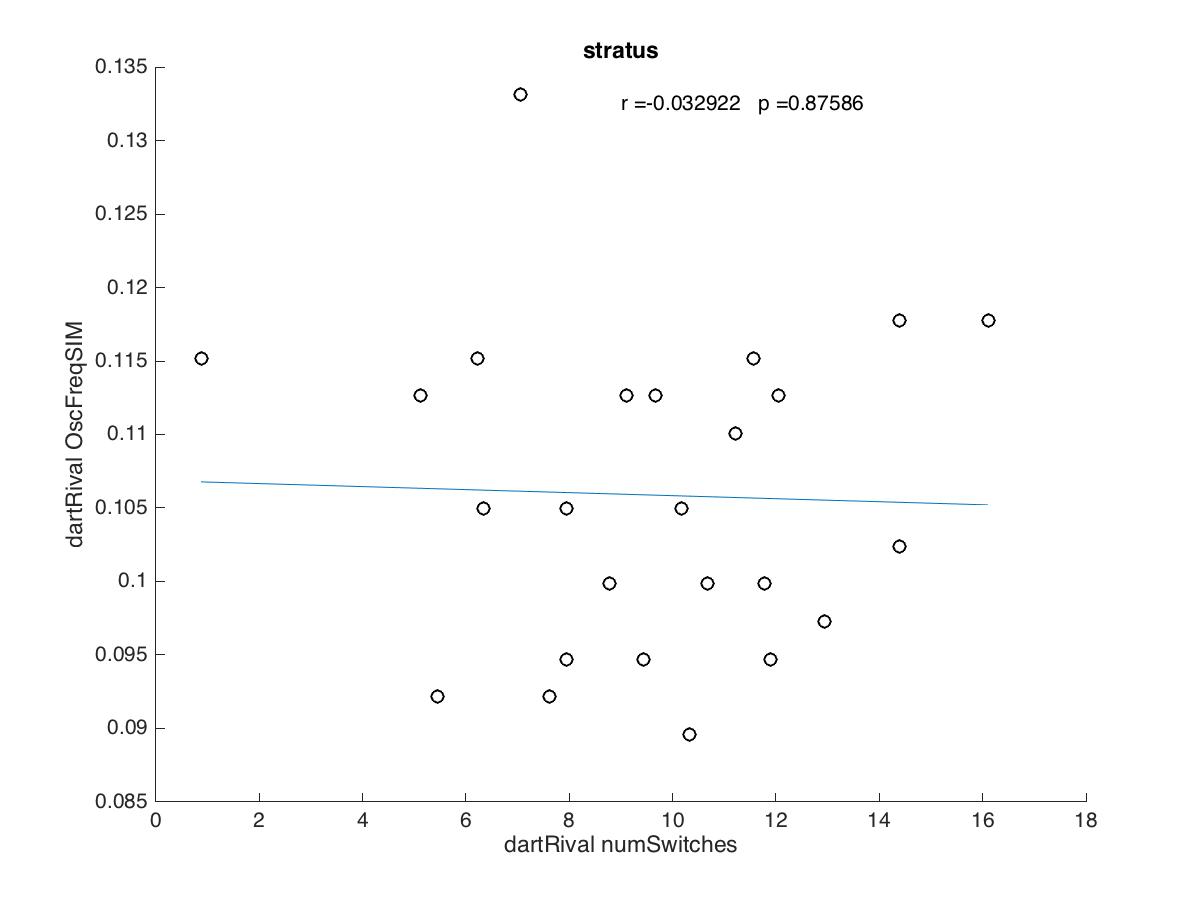 stratus
r =-0.032922 p =0.87586
0.135
0.13
0.125
0.12
0.115
0.11
0.105
0.1
0.095
0.09
0.085
dartRival OscFreqSIM
0 2 4 6 8 10 12 14 16 18
dartRival numSwitches